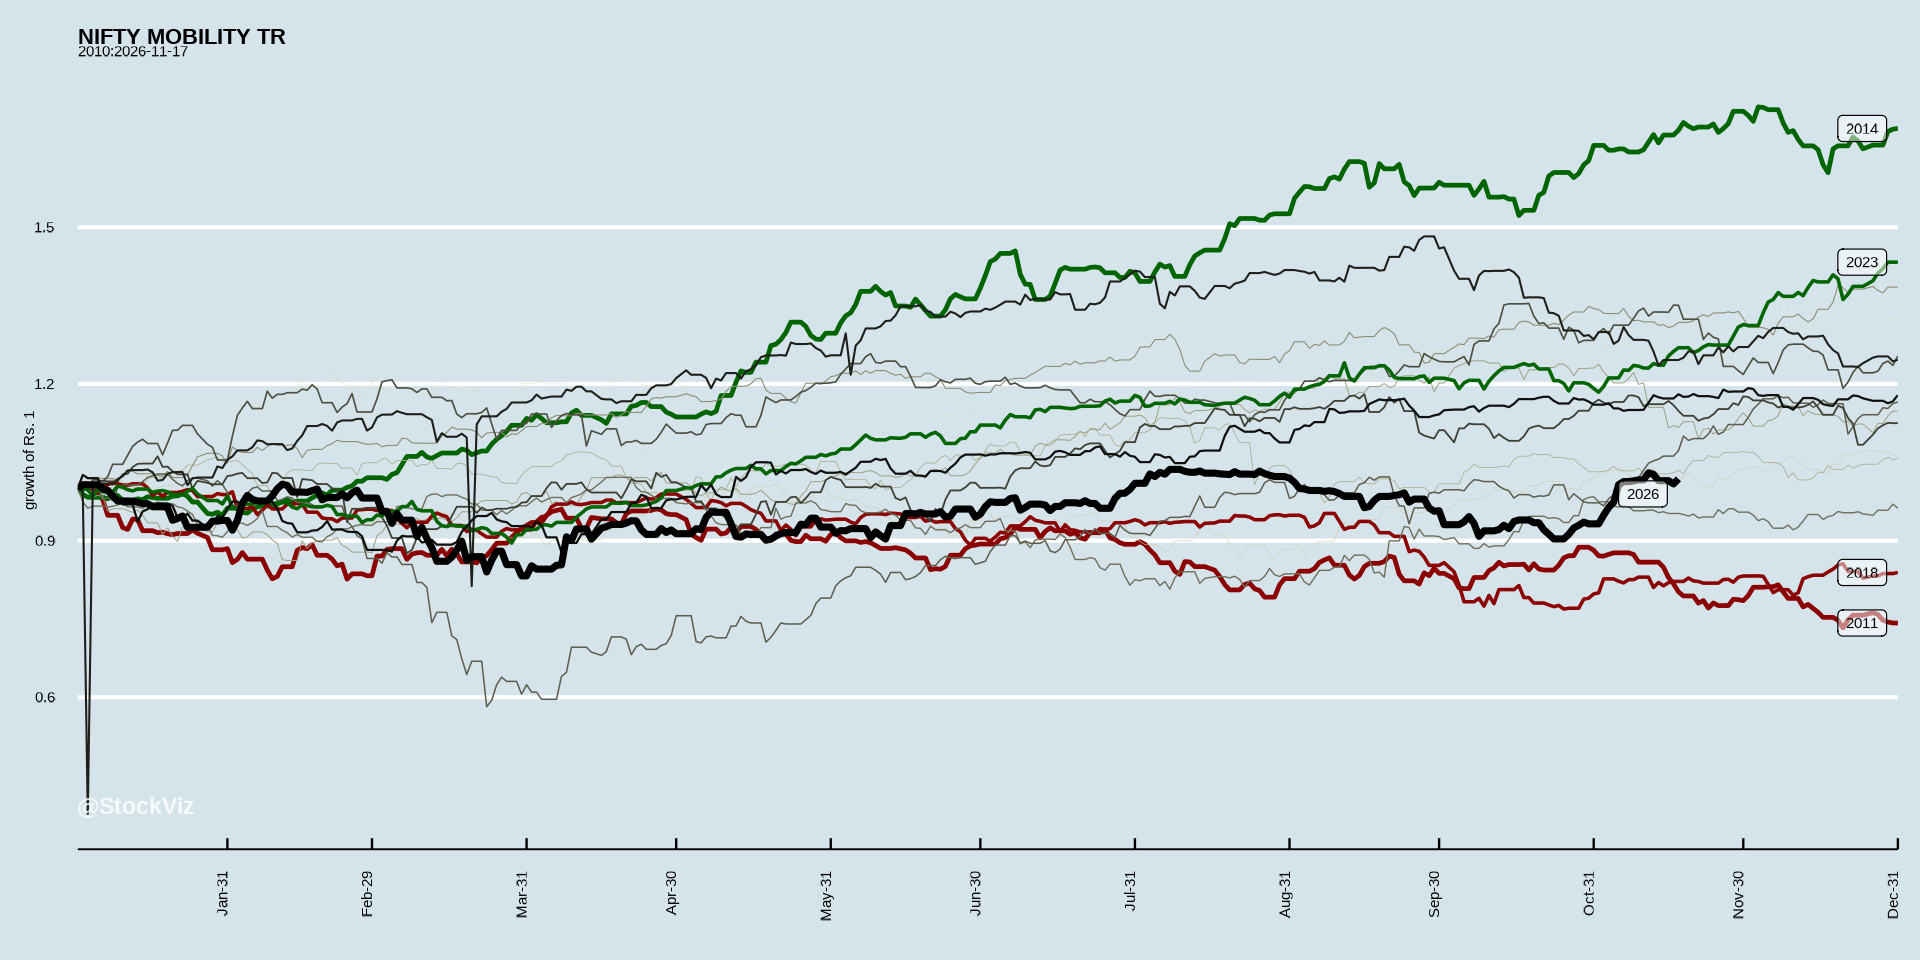 NIFTY MOBILITY TR
2010:2026-11-17
2014
1.5
2023
1.2
growth of Rs. 1
2026
0.9
2018
2011
0.6
@StockViz
Jan-31
Feb-29
Mar-31
Apr-30
May-31
Jun-30
Jul-31
Aug-31
Sep-30
Oct-31
Nov-30
Dec-31